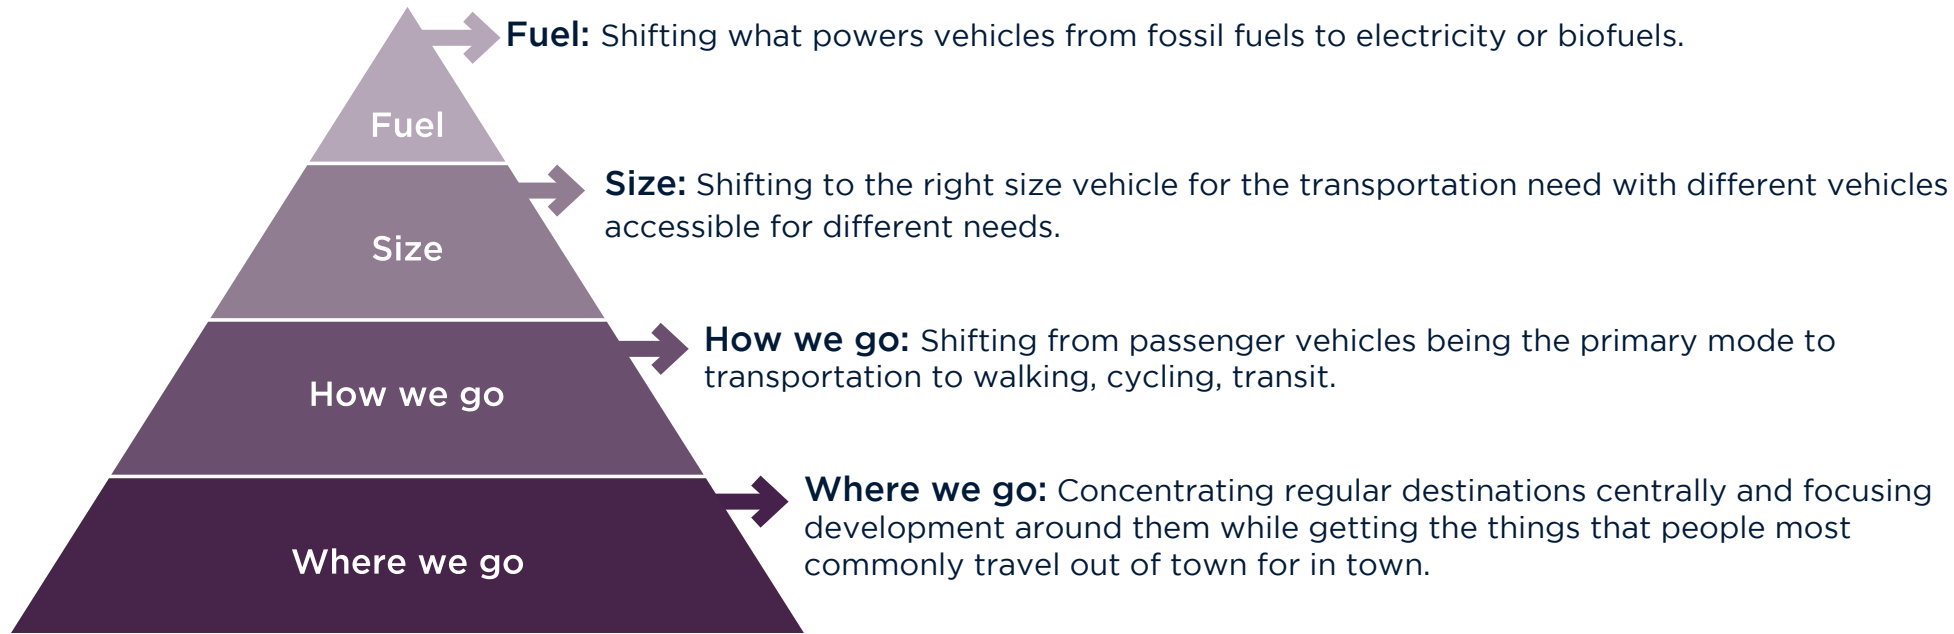 Fuel: Shifting what powers vehicles from fossil fuels to electricity or biofuels.
Fuel
Size: Shifting to the right size vehicle for the transportation need with different vehicles
accessible for different needs.
Size
How we go: Shifting from passenger vehicles being the primary mode to
transportation to walking, cycling, transit.
How we go
Where we go: Concentrating regular destinations centrally and focusing
development around them while getting the things that people most
commonly travel out of town for in town.
Where we go